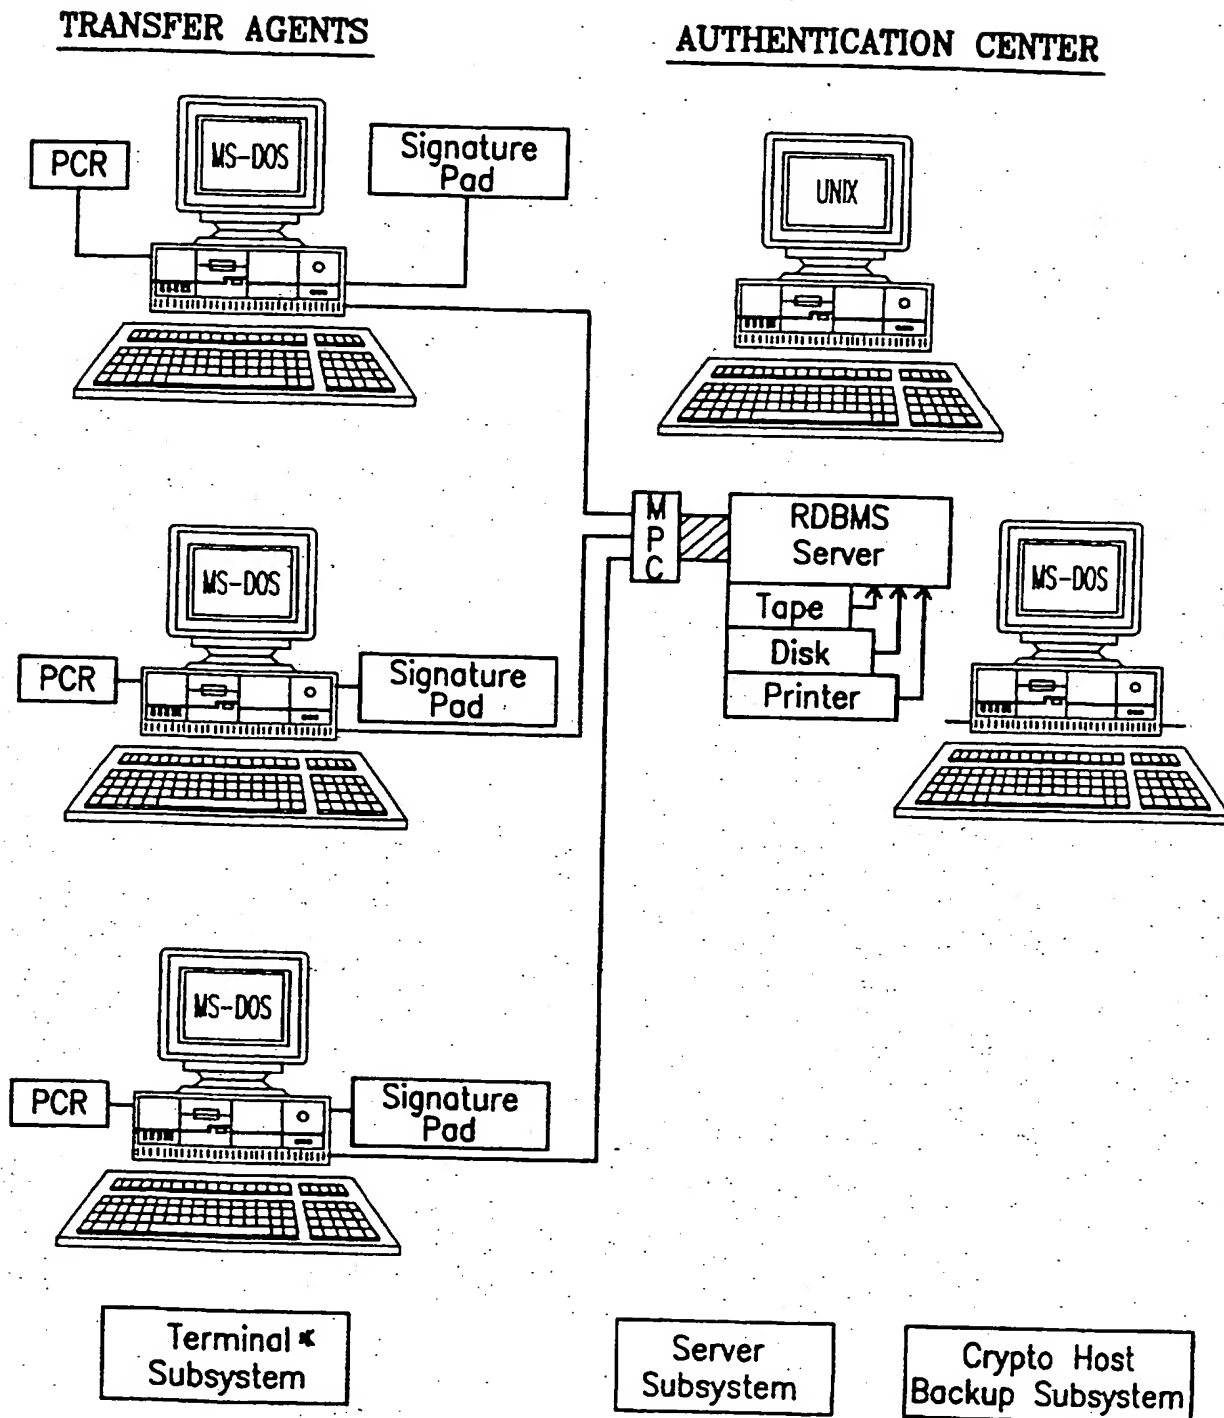 TRANSFER AGENTS
AUTHENTICATION CENTER
PCR
MS-DOS
Signature
Pad
UNIX
MS-DOS
PCR
Signature
Pad
M
P
C
RDBMS
Server
Tape
Disk
Printer
MS-DOS
MS-DOS
PCR
Signature
Pad
Terminal *
Subsystem
Server
Subsystem
Crypto Host
Backup Subsystem